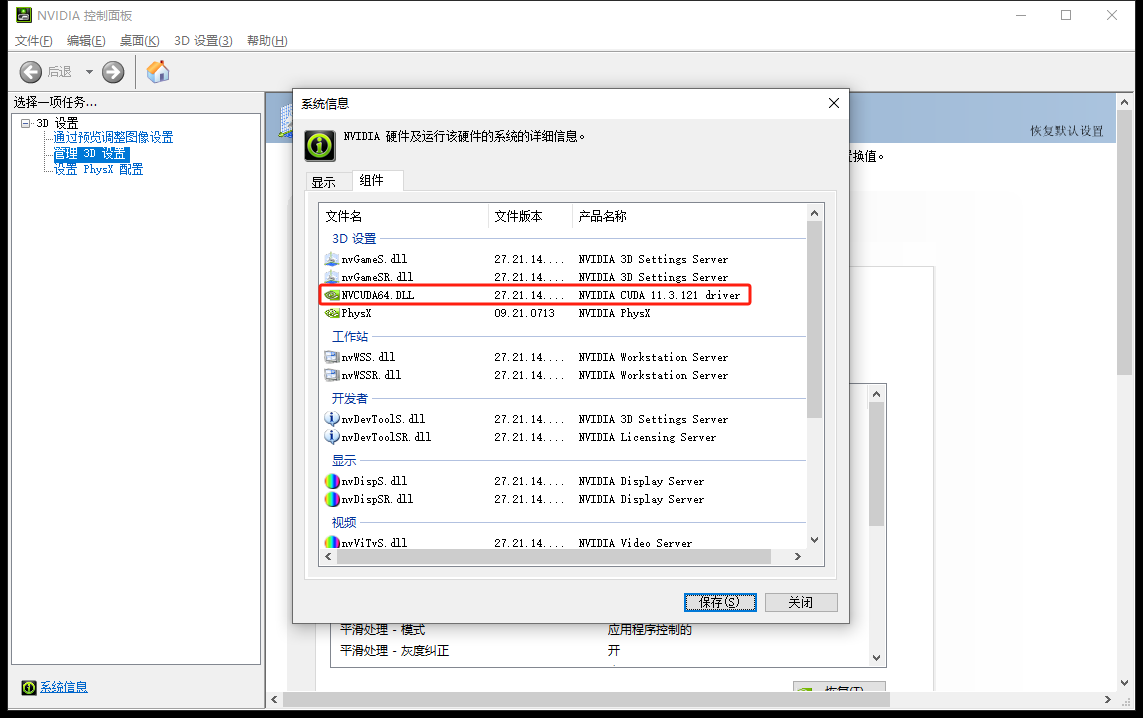 NVIDIA 控制面板
文件(F) 编辑(E) 桌面(K) 3D 设置(3) 帮助(H)
后退
选择一项任务...
3D 设置
通过预览调整图像设置
管理 3D 设置
设置 PhysX 配置
系统信息
恢复默认设置
换值。
系统信息
NVIDIA 硬件及运行该硬件的系统的详细信息。
显示 组件
文件名 文件版本 产品名称
3D 设置
nvGameS.dll 27.21.14.... NVIDIA 3D Settings Server
nvGameSR.dll 27.21.14.... NVIDIA 3D Settings Server
NVCUDA64.DLL 27.21.14.... NVIDIA CUDA 11.3.121 driver
PhysX 09.21.0713 NVIDIA PhysX
工作站
nvWSS.dll 27.21.14.... NVIDIA Workstation Server
nvWSSR.dll 27.21.14.... NVIDIA Workstation Server
开发者
nvDevToolS.dll 27.21.14.... NVIDIA 3D Settings Server
nvDevToolSR.dll 27.21.14.... NVIDIA Licensing Server
显示
nvDispS.dll 27.21.14.... NVIDIA Display Server
nvDispSR.dll 27.21.14.... NVIDIA Display Server
视频
nvViTvS.dll 27.21.14.... NVIDIA Video Server
保存(S) 关闭
平滑处理 - 模式 应用程序控制的
平滑处理 - 灰度纠正 开
恢复(T)